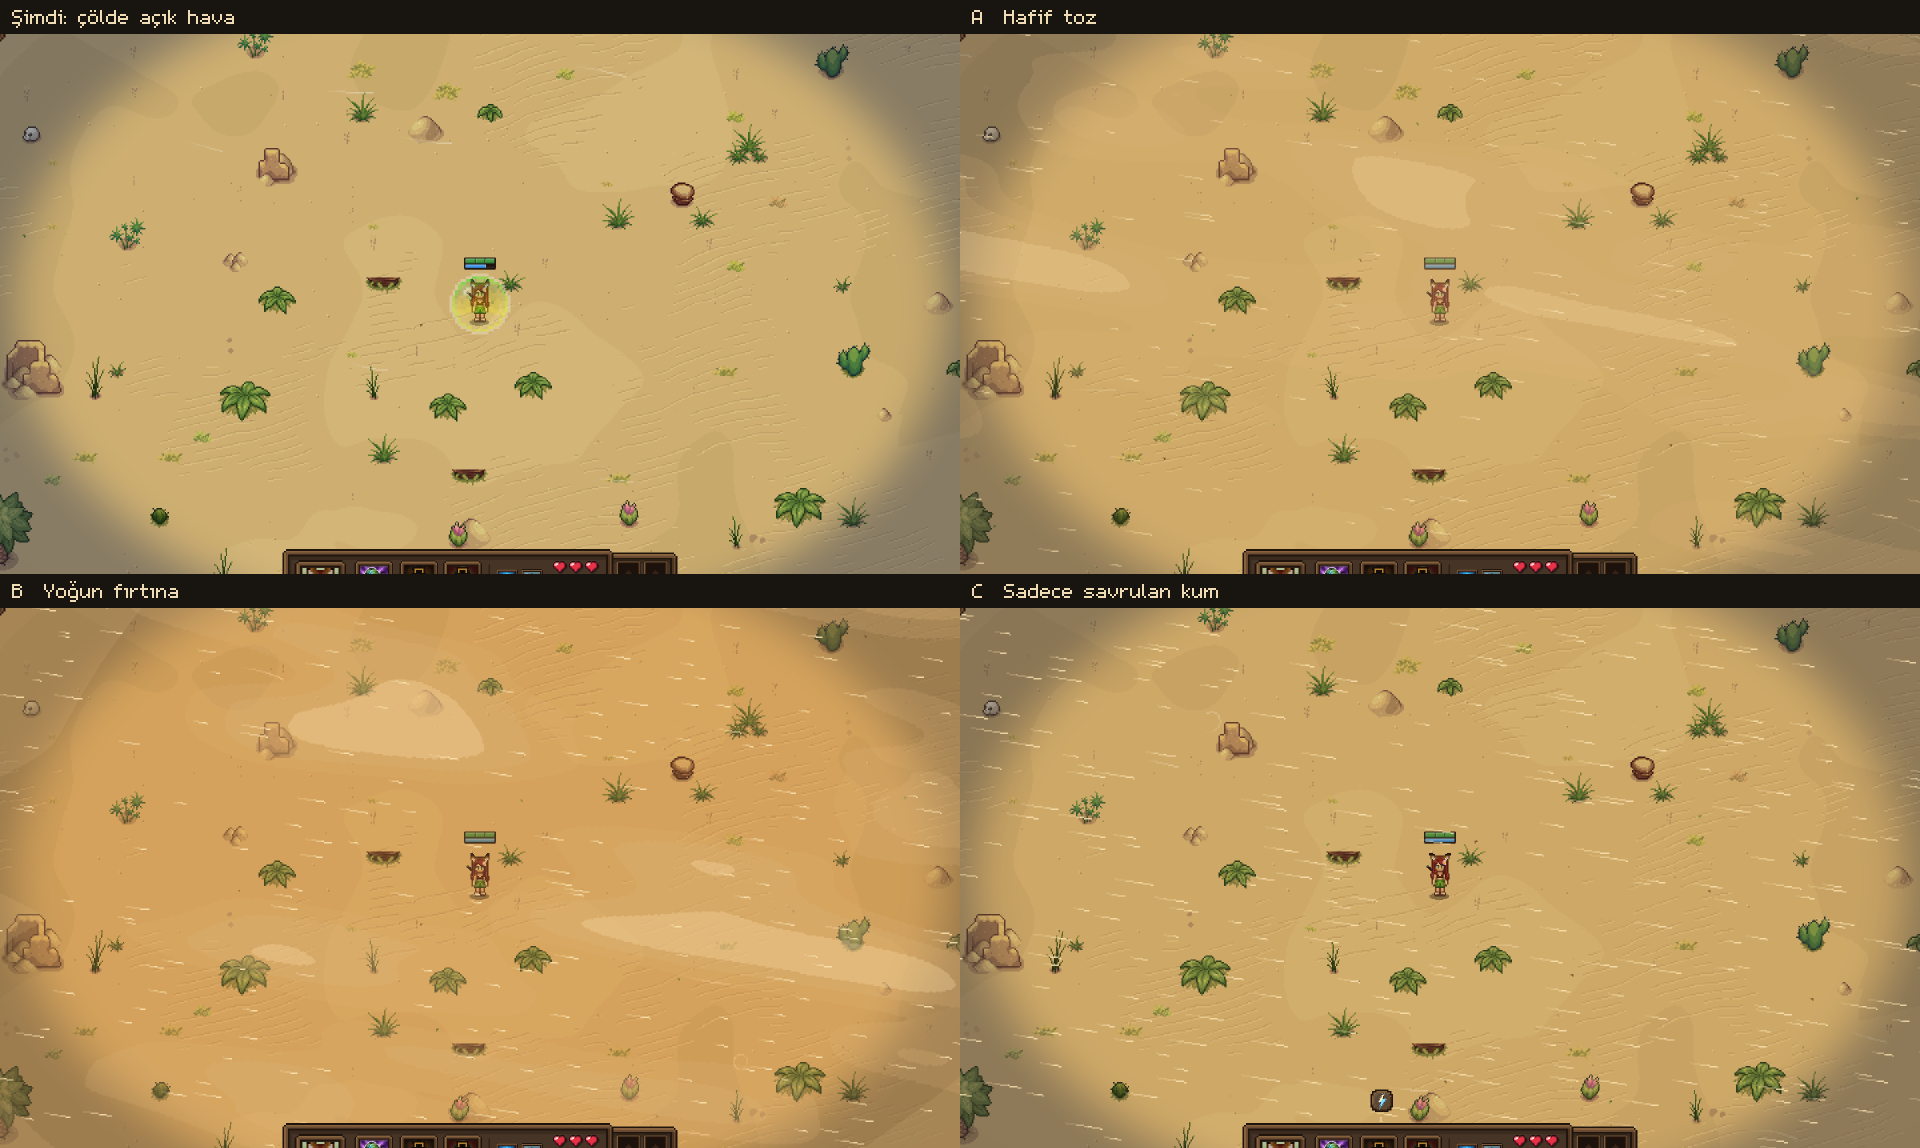 Şimdi: çölde açık hava
A Hafif toz
B Yoğun fırtına
C Sadece savrulan kum